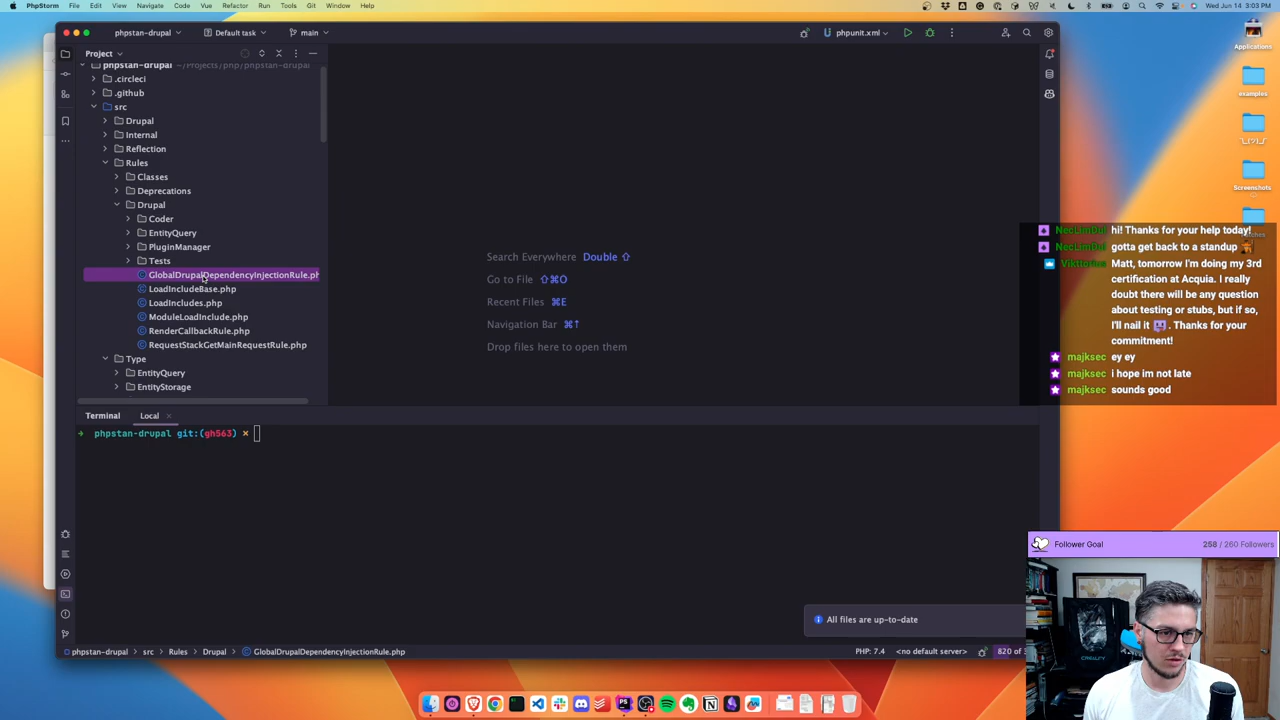 PhpStorm File Edit View Navigate Code Vue Refactor Run Tools Git Window Help
Wed Jun 14 3:03 PM
phpstan-drupal Default task main phpunit.xml
Project
phpstan-drupal ~/Projects/php/phpstan-drupal
.circleci
.github
src
Drupal
Internal
Reflection
Rules
Classes
Deprecations
Drupal
Coder
EntityQuery
PluginManager
Tests
GlobalDrupalDependencyInjectionRule.ph
LoadIncludeBase.php
LoadIncludes.php
ModuleLoadInclude.php
RenderCallbackRule.php
RequestStackGetMainRequestRule.php
Type
EntityQuery
EntityStorage
Search Everywhere Double ⇧
Go to File ⇧⌘O
Recent Files ⌘E
Navigation Bar ⌘↑
Drop files here to open them
Terminal Local
phpstan-drupal git:(gh563) ✗
All files are up-to-date
phpstan-drupal src Rules Drupal GlobalDrupalDependencyInjectionRule.php
PHP: 7.4 <no default server> 820 of
Applications
examples
Screenshots
hi! Thanks for your help today!
gotta get back to a standup
Matt, tomorrow I'm doing my 3rd
certification at Acquia. I really
doubt there will be any question
about testing or stubs, but if so,
I'll nail it . Thanks for your
commitment!
majksec ey ey
majksec i hope im not late
majksec sounds good
Follower Goal 258 / 260 Followers